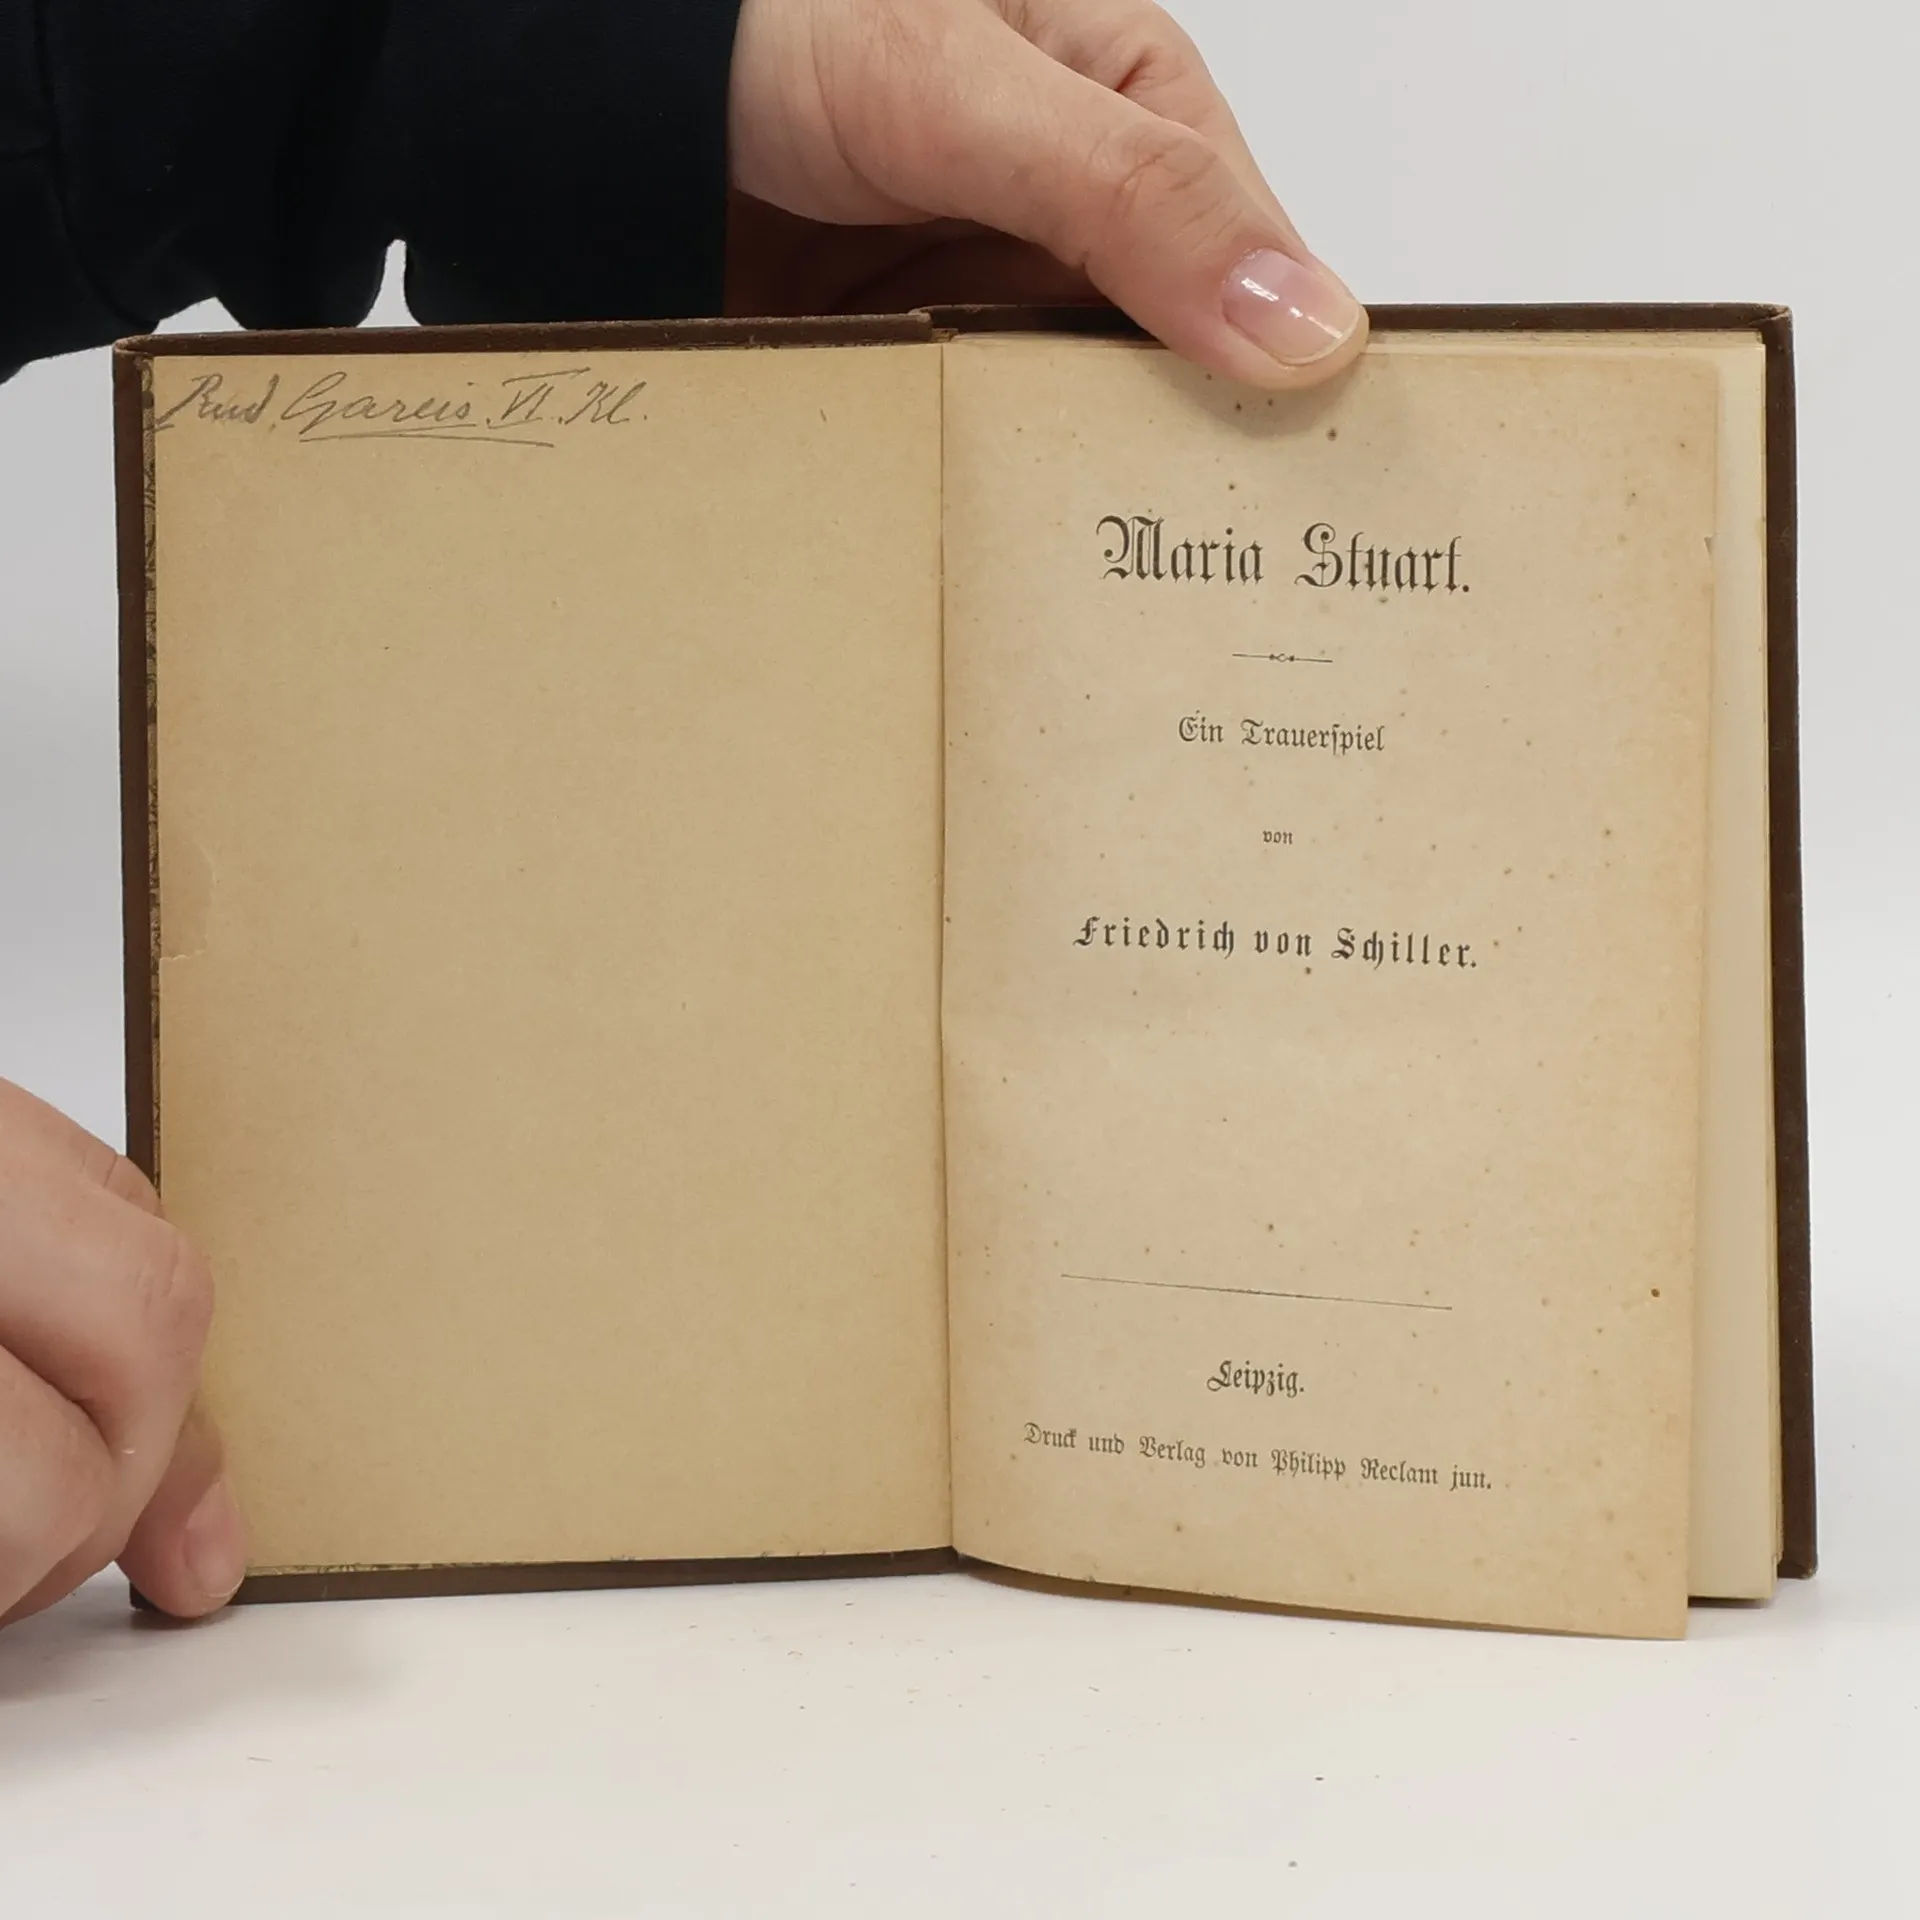 Rud. Gareis. VI. Kl.
Maria Stuart.
Ein Trauerſpiel
von
Friedrich von Schiller.
Leipzig.
Druck und Verlag von Philipp Reclam jun.